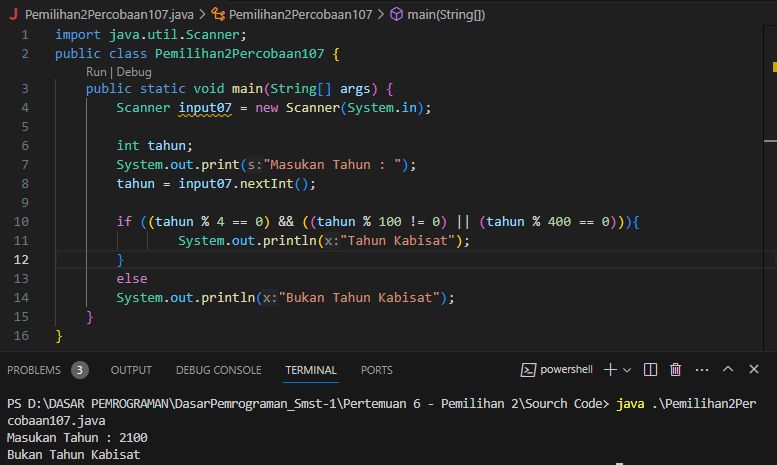 Pemilihan2Percobaan107.java > Pemilihan2Percobaan107 > main(String[])
1 import java.util.Scanner;
2 public class Pemilihan2Percobaan107 {
Run | Debug
3 public static void main(String[] args) {
4 Scanner input07 = new Scanner(System.in);
5
6 int tahun;
7 System.out.print(s:"Masukan Tahun : ");
8 tahun = input07.nextInt();
9
10 if ((tahun % 4 == 0) && ((tahun % 100 != 0) || (tahun % 400 == 0))){
11 System.out.println(x:"Tahun Kabisat");
12 }
13 else
14 System.out.println(x:"Bukan Tahun Kabisat");
15 }
16 }
PROBLEMS 3 OUTPUT DEBUG CONSOLE TERMINAL PORTS powershell
PS D:\DASAR PEMROGRAMAN\DasarPemrograman_Smst-1\Pertemuan 6 - Pemilihan 2\Sourch Code> java .\Pemilihan2Per
cobaan107.java
Masukan Tahun : 2100
Bukan Tahun Kabisat